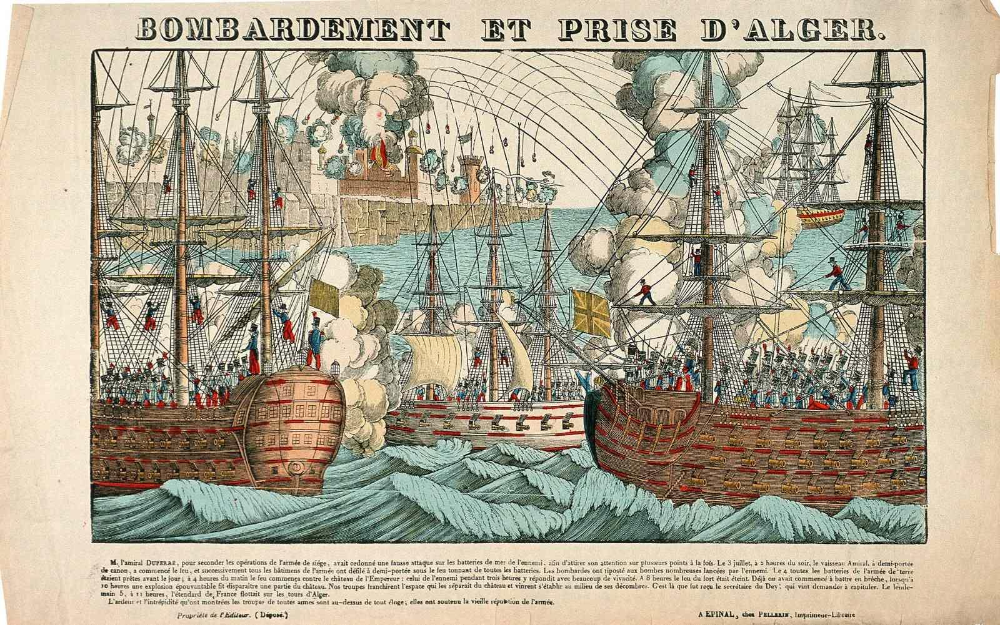 BOMBARDEMENT ET PRISE D'ALGER.
M. l'amiral DUPERRÉ, pour seconder les opérations de l'armée de siége, avait ordonné une fausse attaque sur les batteries de mer de l'ennemi. afin d'attirer son attention sur plusieurs points à la fois. Le 3 juillet, à 2 heures du soir, le vaisseau Amiral, à demi-portée
de canon, a commencé le feu, et successivement tous les bâtimens de l'armée ont défilé à demi-portée sous le feu tonnant de toutes les batteries. Les bombardes ont riposté aux bombes nombreuses lancées par l'ennemi. Le 4 toutes les batteries de l'armée de terre
étaient prêtes avant le jour; à 4 heures du matin le feu commença contre le château de l'Empereur: celui de l'ennemi pendant trois heures y répondit avec beaucoup de vivacité. A 8 heures le feu du fort était éteint. Déjà on avait commencé à battre en brèche, lorsqu'à
10 heures une explosion épouvantable fit disparaître une partie du château. Nos troupes franchirent l'espace qui les séparait du château et vinrent s'établir au milieu de ses décombres. C'est là que fut reçu le secrétaire du Dey; qui vint demander à capituler. Le lende-
main 5, à 11 heures, l'étendard de France flottait sur les tours d'Alger.
L'ardeur et l'intrépidité qu'ont montrées les troupes de toutes armes sont au-dessus de tout éloge; elles ont soutenu la vieille réputation de l'armée.
Propriété de l'Editeur. (Déposé.)
A EPINAL, chez PELLERIN, Imprimeur-Libraire